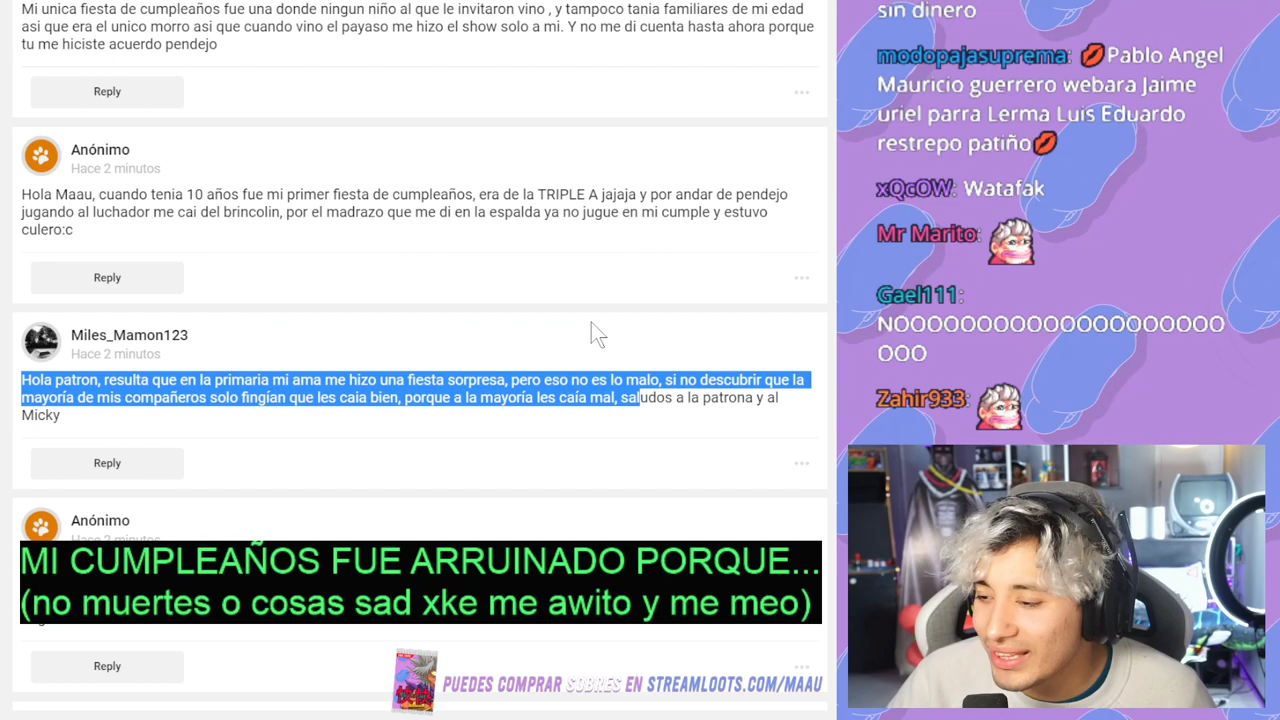 Mi unica fiesta de cumpleaños fue una donde ningun niño al que le invitaron vino , y tampoco tania familiares de mi edad
asi que era el unico morro asi que cuando vino el payaso me hizo el show solo a mi. Y no me di cuenta hasta ahora porque
tu me hiciste acuerdo pendejo
Reply
Anónimo
Hace 2 minutos
Hola Maau, cuando tenia 10 años fue mi primer fiesta de cumpleaños, era de la TRIPLE A jajaja y por andar de pendejo
jugando al luchador me cai del brincolin, por el madrazo que me di en la espalda ya no jugue en mi cumple y estuvo
culero:c
Reply
Miles_Mamon123
Hace 2 minutos
Hola patron, resulta que en la primaria mi ama me hizo una fiesta sorpresa, pero eso no es lo malo, si no descubrir que la
mayoría de mis compañeros solo fingían que les caia bien, porque a la mayoría les caía mal, saludos a la patrona y al
Micky
Reply
Anónimo
Hace 2 minutos
MI CUMPLEAÑOS FUE ARRUINADO PORQUE...
(no muertes o cosas sad xke me awito y me meo)
Reply
PUEDES COMPRAR SOBRES EN STREAMLOOTS.COM/MAAU
sin dinero
modopajasuprema: 💋Pablo Angel
Mauricio guerrero webara Jaime
uriel parra Lerma Luis Eduardo
restrepo patiño💋
xQcOW: Watafak
Mr Marito:
Gael111:
NOOOOOOOOOOOOOOOOOOOO
OOO
Zahir933: